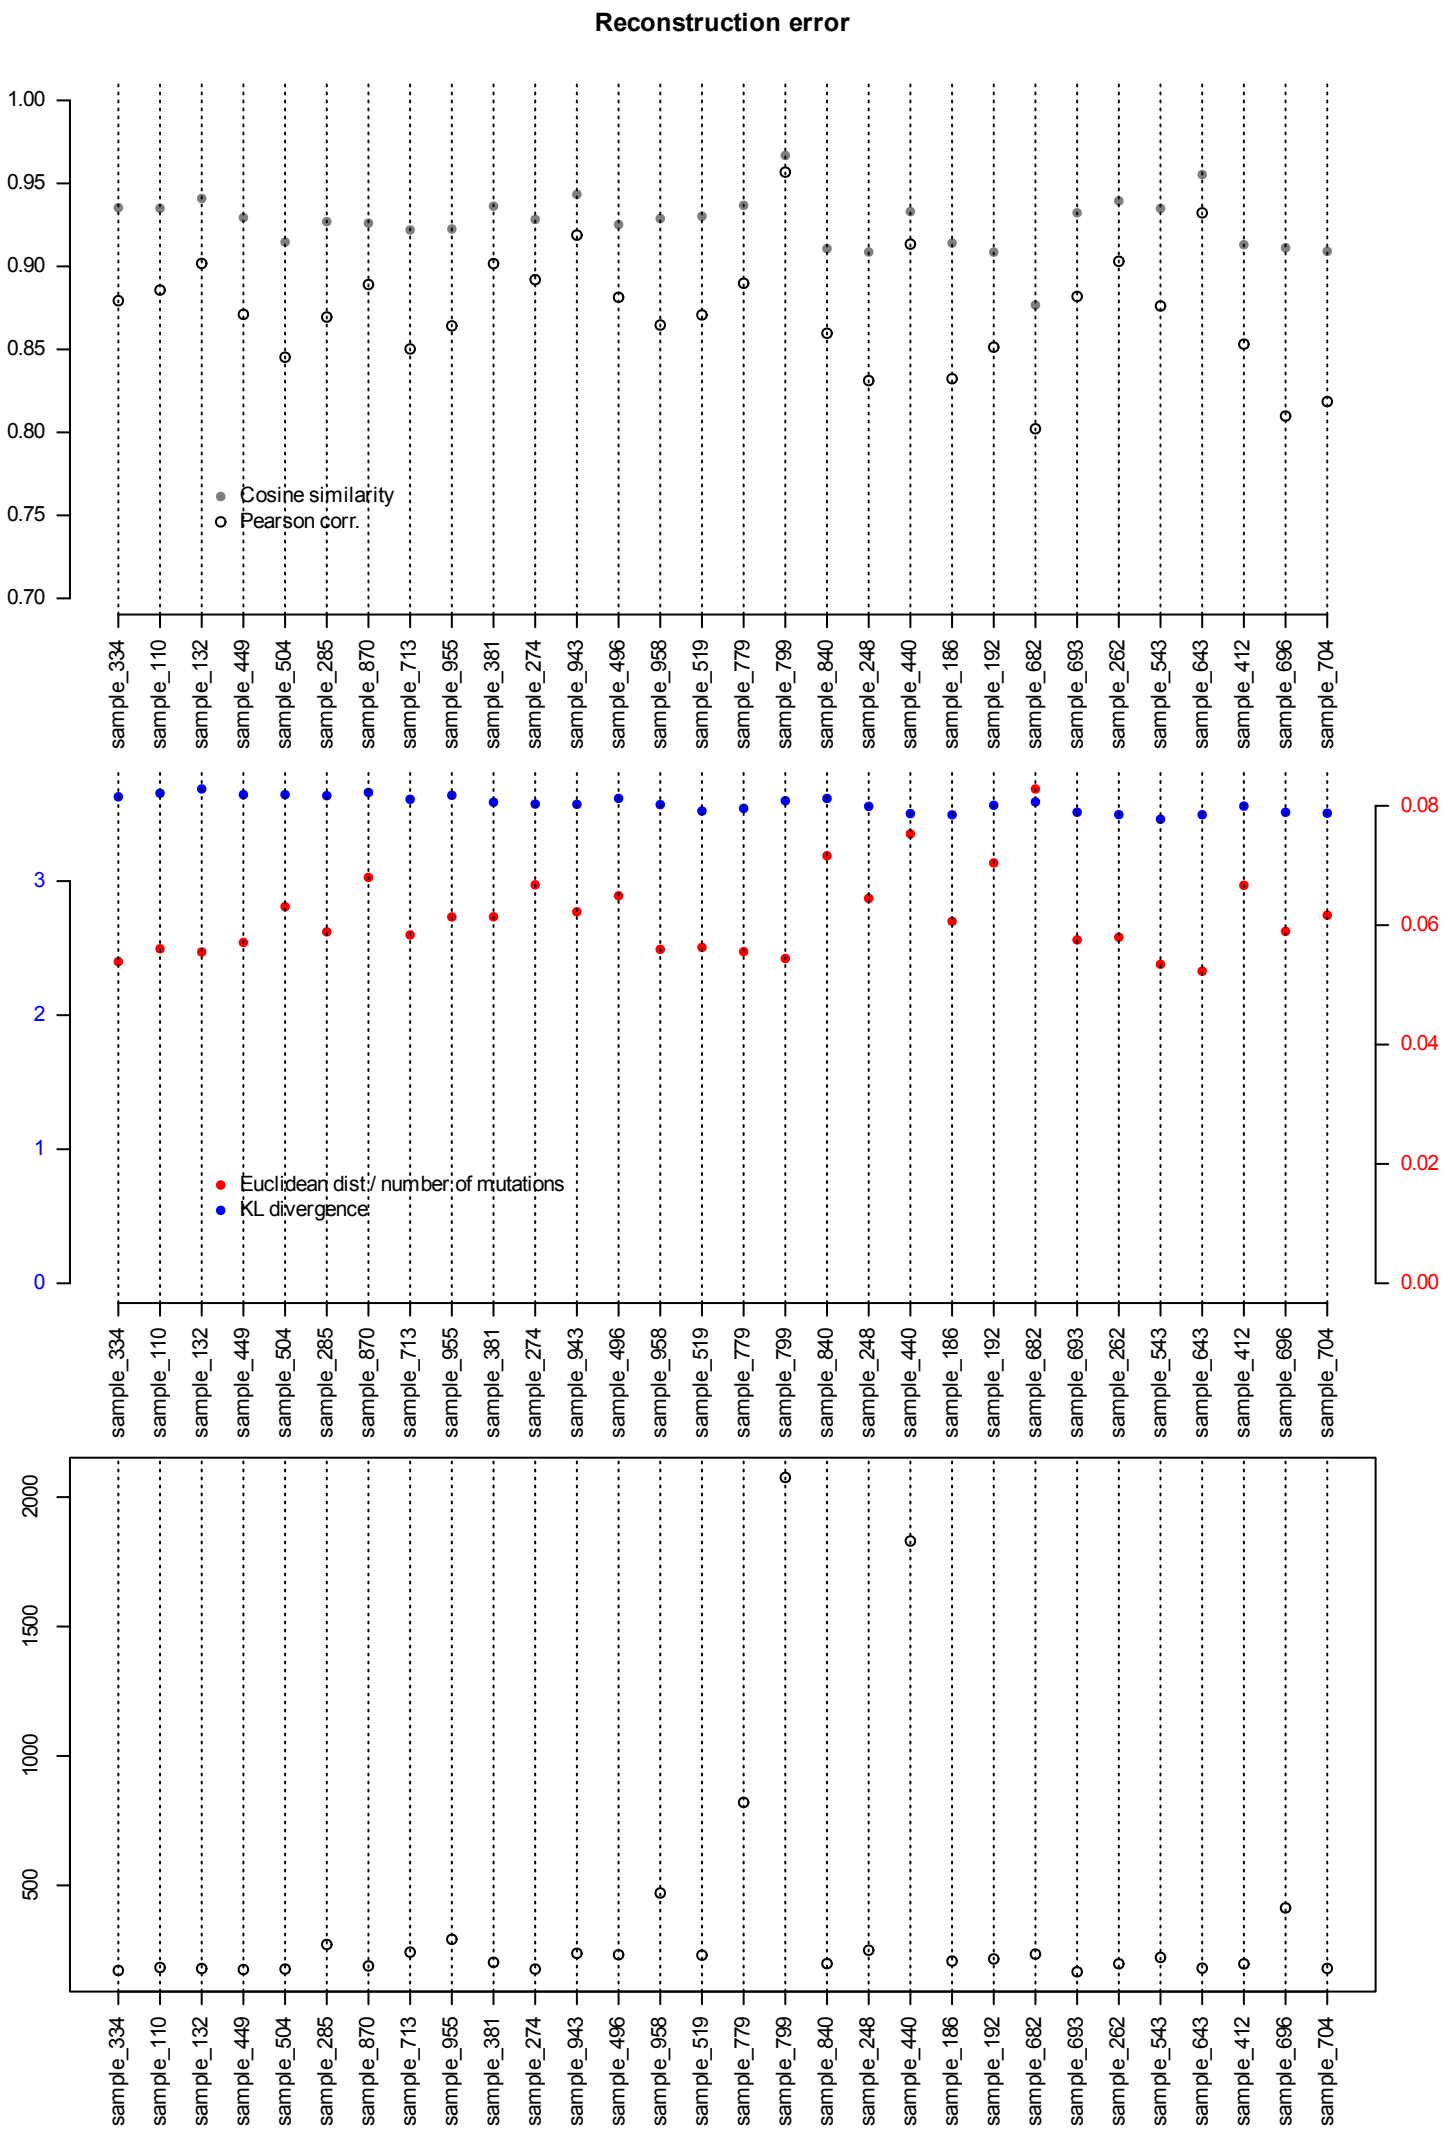 Reconstruction error
1.00
0.95
0.90
0.85
0.80
0.75
0.70
Cosine similarity
Pearson corr.
sample_334
sample_110
sample_132
sample_449
sample_504
sample_285
sample_870
sample_713
sample_955
sample_381
sample_274
sample_943
sample_496
sample_958
sample_519
sample_779
sample_799
sample_840
sample_248
sample_440
sample_186
sample_192
sample_682
sample_693
sample_262
sample_543
sample_643
sample_412
sample_696
sample_704
3
2
1
0
0.08
0.06
0.04
0.02
0.00
Euclidean dist./ number of mutations
KL divergence
sample_334
sample_110
sample_132
sample_449
sample_504
sample_285
sample_870
sample_713
sample_955
sample_381
sample_274
sample_943
sample_496
sample_958
sample_519
sample_779
sample_799
sample_840
sample_248
sample_440
sample_186
sample_192
sample_682
sample_693
sample_262
sample_543
sample_643
sample_412
sample_696
sample_704
2000
1500
1000
500
sample_334
sample_110
sample_132
sample_449
sample_504
sample_285
sample_870
sample_713
sample_955
sample_381
sample_274
sample_943
sample_496
sample_958
sample_519
sample_779
sample_799
sample_840
sample_248
sample_440
sample_186
sample_192
sample_682
sample_693
sample_262
sample_543
sample_643
sample_412
sample_696
sample_704